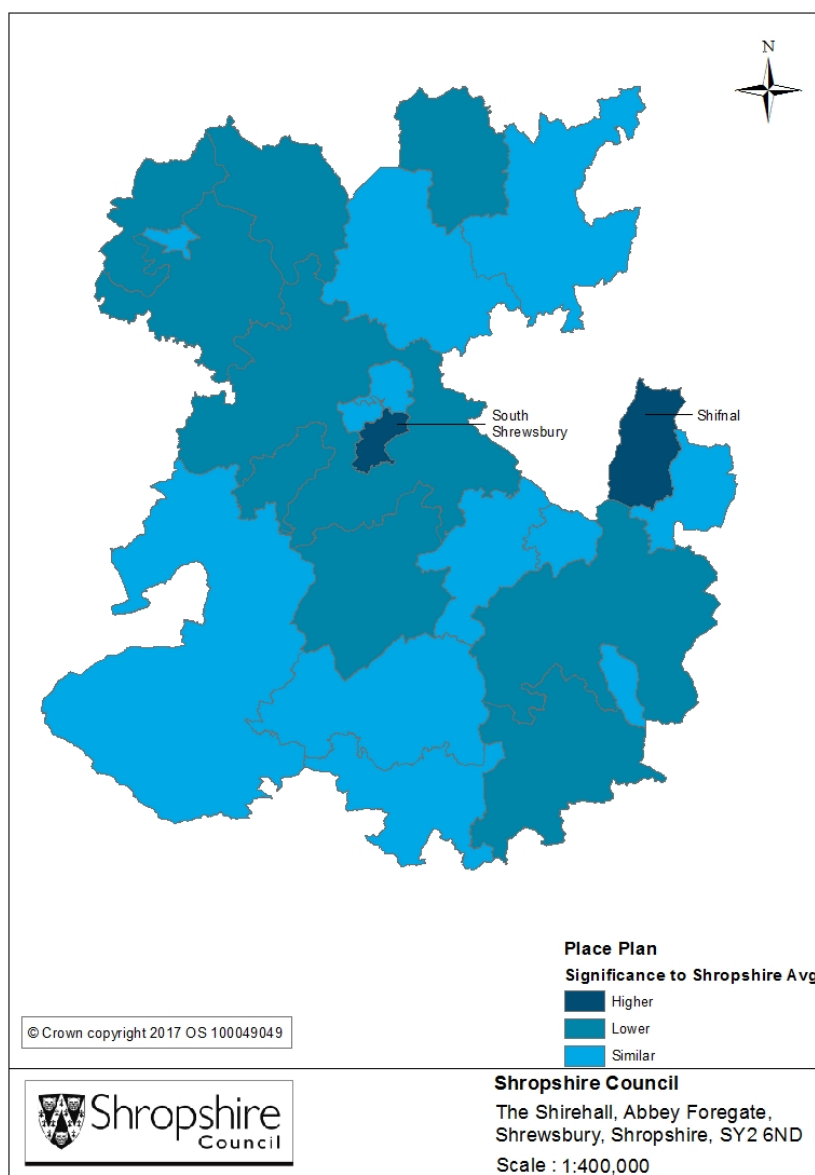 N
South
Shrewsbury
Shifnal
Place Plan
Significance to Shropshire Avg
Higher
Lower
Similar
© Crown copyright 2017 OS 100049049
Shropshire
Council
Shropshire Council
The Shirehall, Abbey Foregate,
Shrewsbury, Shropshire, SY2 6ND
Scale : 1:400,000